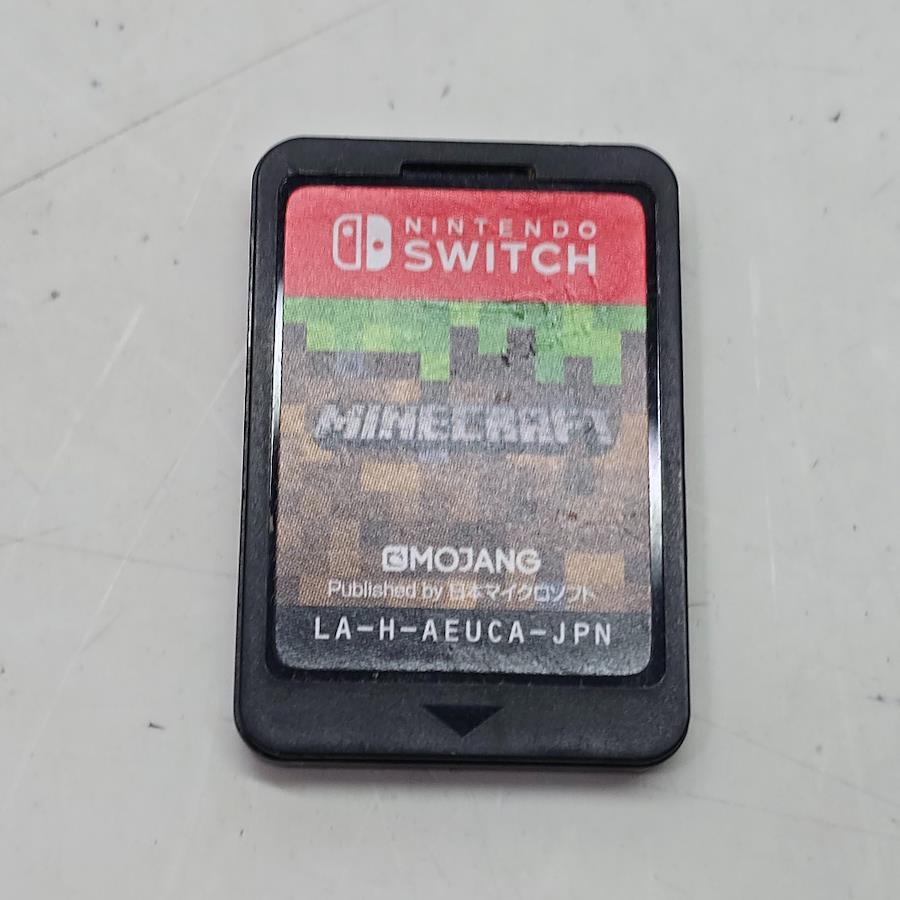 NINTENDO
SWITCH
MINECRAFT
MOJANG
Published by 日本マイクロソフト
LA-H-AEUCA-JPN